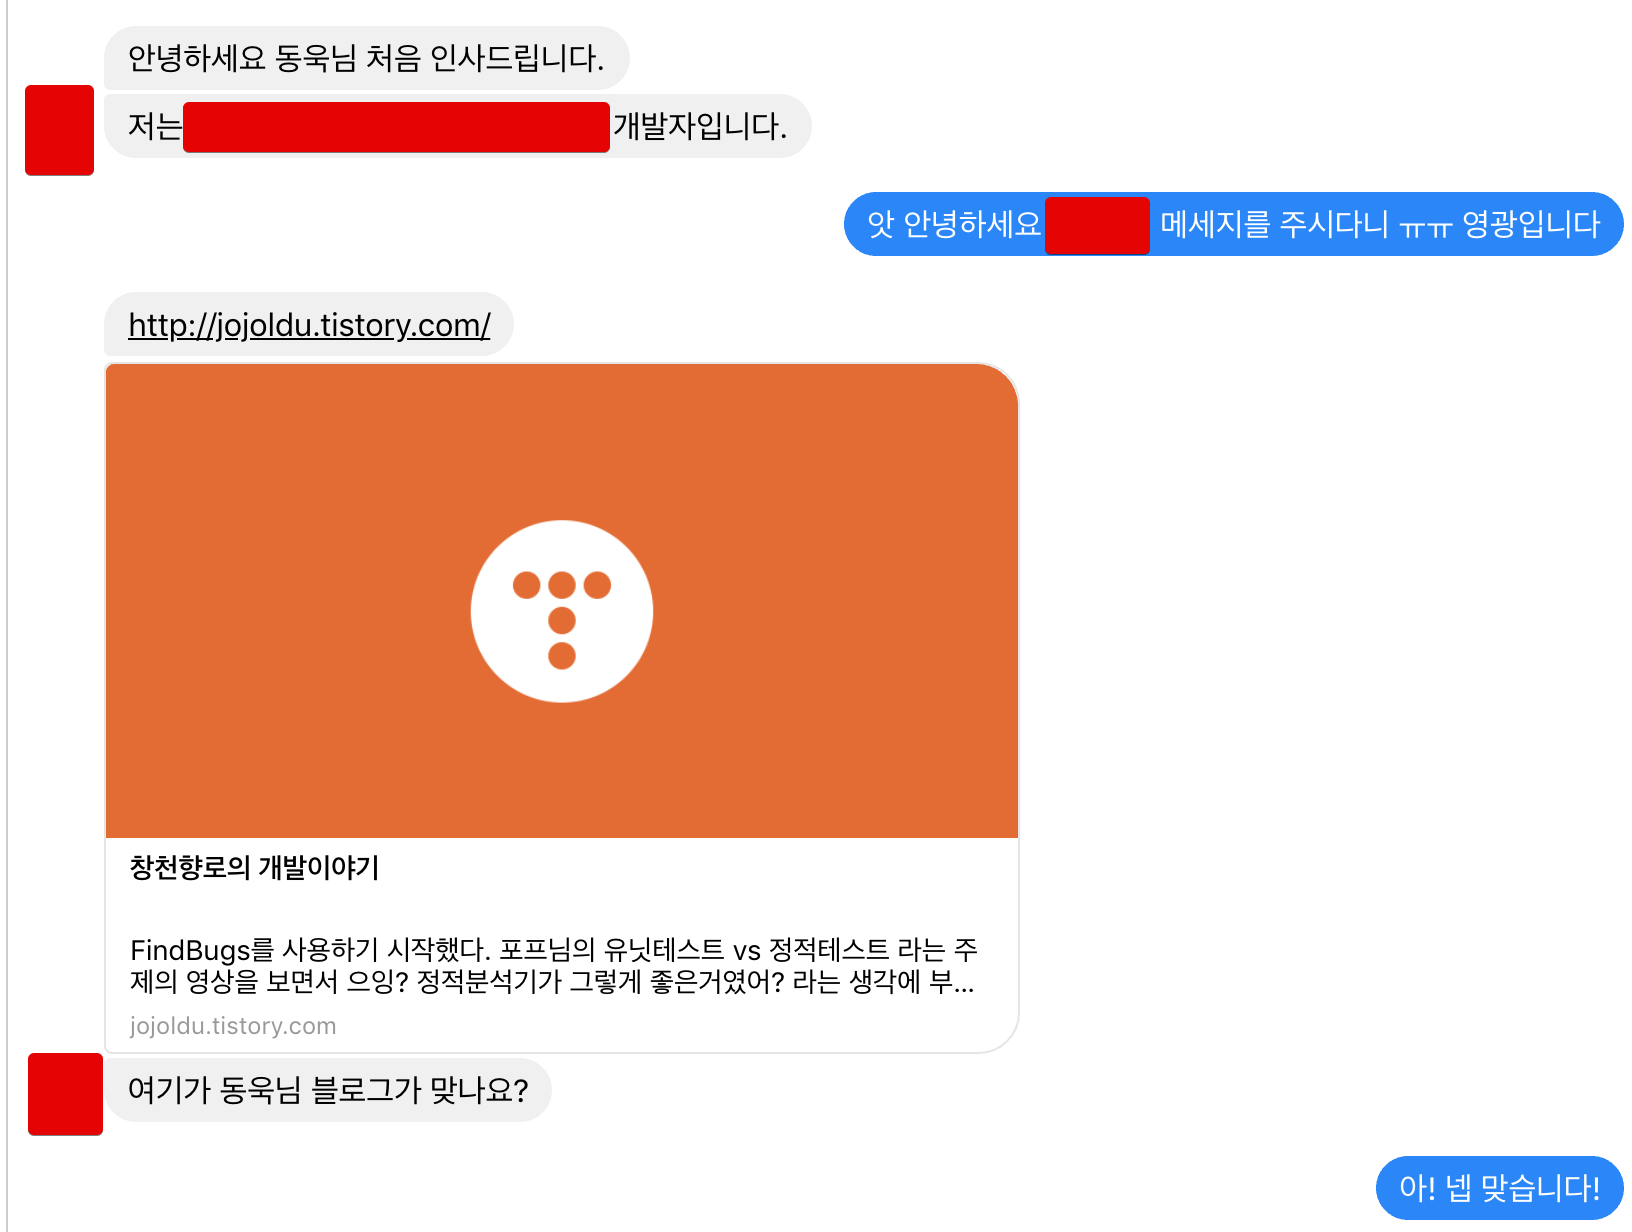 안녕하세요 동욱님 처음 인사드립니다.
저는 개발자입니다.
앗 안녕하세요 메세지를 주시다니 ㅠㅠ 영광입니다
http://jojoldu.tistory.com/
창천향로의 개발이야기
FindBugs를 사용하기 시작했다. 포프님의 유닛테스트 vs 정적테스트 라는 주
제의 영상을 보면서 으잉? 정적분석기가 그렇게 좋은거였어? 라는 생각에 부...
jojoldu.tistory.com
여기가 동욱님 블로그가 맞나요?
아! 넵 맞습니다!